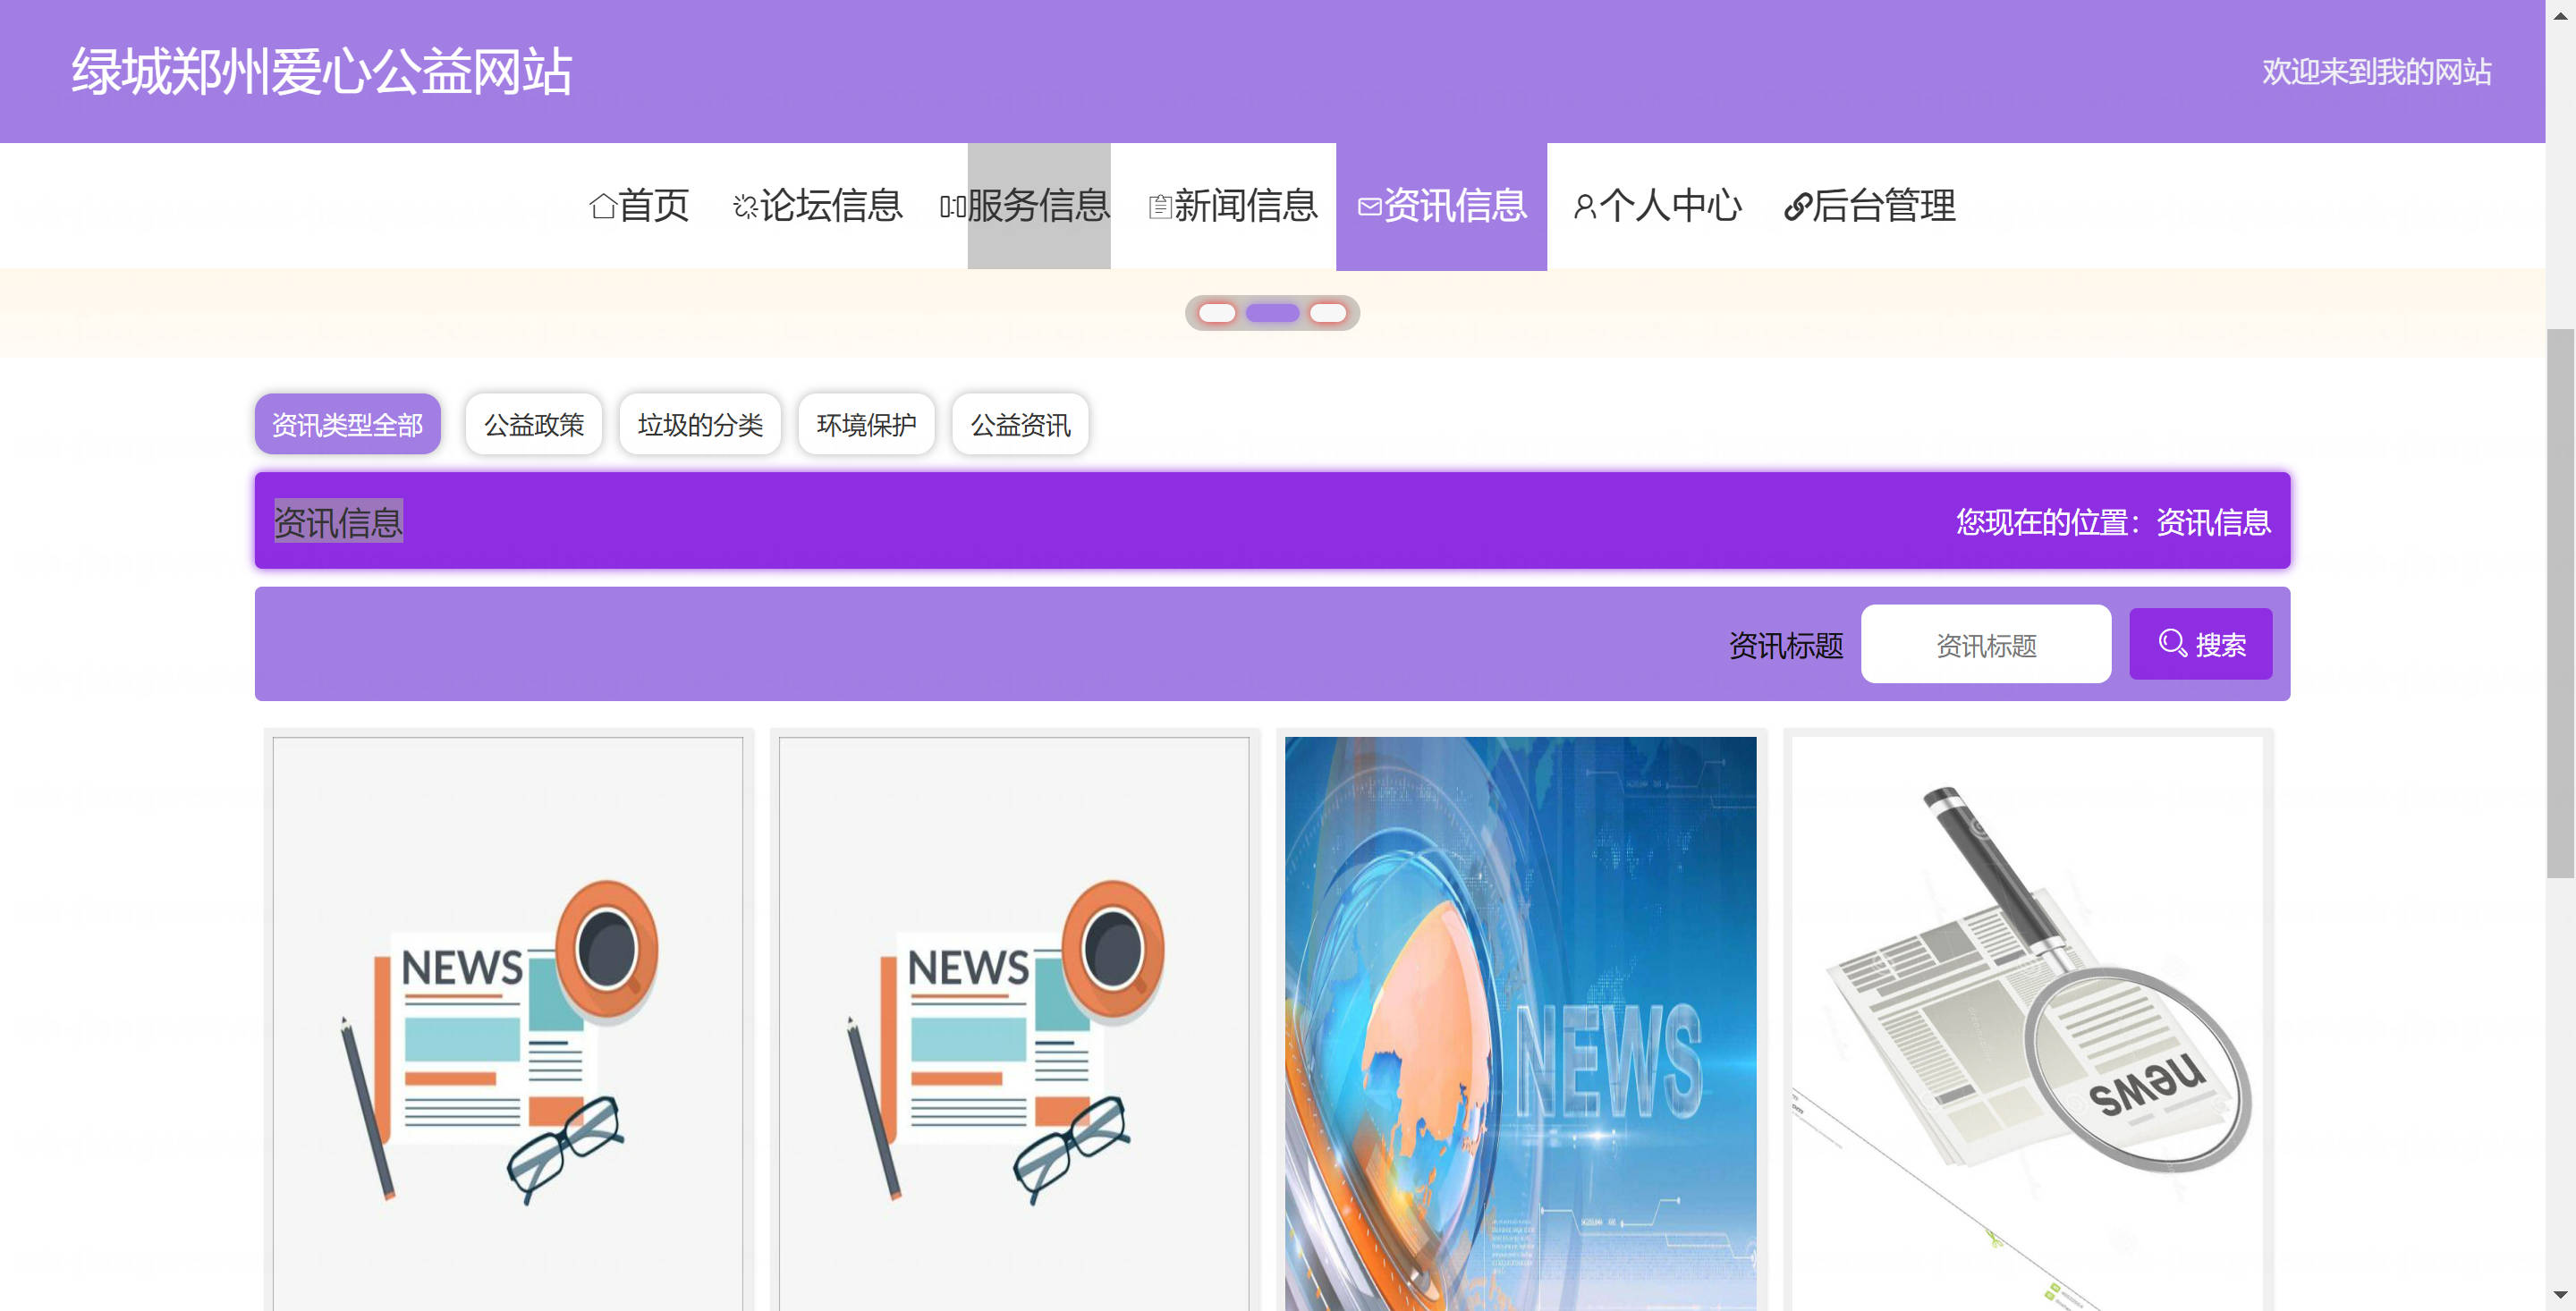 绿城郑州爱心公益网站
欢迎来到我的网站
首页 论坛信息 服务信息 新闻信息 资讯信息 个人中心 后台管理
资讯类型全部 公益政策 垃圾的分类 环境保护 公益资讯
资讯信息
您现在的位置：资讯信息
资讯标题 资讯标题 搜索
NEWS
NEWS
NEWS
news